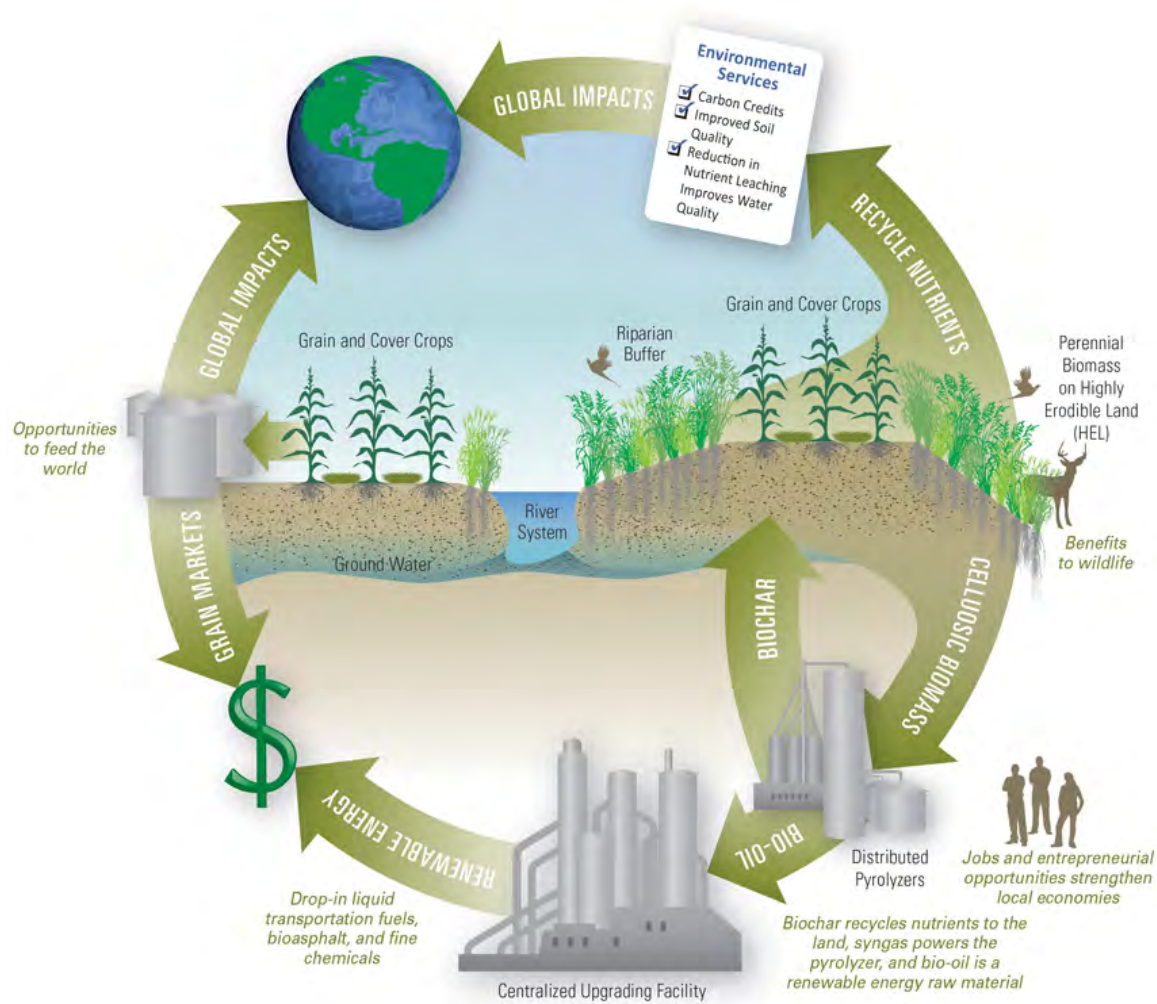 Environmental
Services
Carbon Credits
Improved Soil
Quality
Reduction in
Nutrient Leaching
Improves Water
Quality
GLOBAL IMPACTS
RECYCLE NUTRIENTS
GLOBAL IMPACTS
Grain and Cover Crops
Riparian
Buffer
Grain and Cover Crops
Perennial
Biomass
on Highly
Erodible Land
(HEL)
Opportunities
to feed the
world
River
System
Ground Water
Benefits
to wildlife
GRAIN MARKETS
BIOCHAR
CELLUOSIC BIOMASS
$
RENEWABLE ENERGY
BIO-OIL
Distributed
Pyrolyzers
Jobs and entrepreneurial
opportunities strengthen
local economies
Drop-in liquid
transportation fuels,
bioasphalt, and fine
chemicals
Biochar recycles nutrients to the
land, syngas powers the
pyrolyzer, and bio-oil is a
renewable energy raw material
Centralized Upgrading Facility